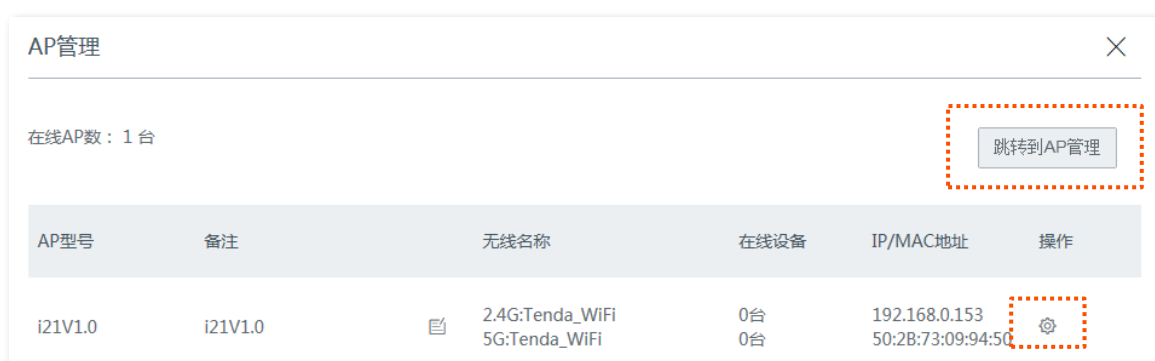 AP管理
在线AP数：1 台
跳转到AP管理
AP型号 备注 无线名称 在线设备 IP/MAC地址 操作
i21V1.0 i21V1.0 2.4G:Tenda_WiFi 0台 192.168.0.153
5G:Tenda_WiFi 0台 50:2B:73:09:94:50